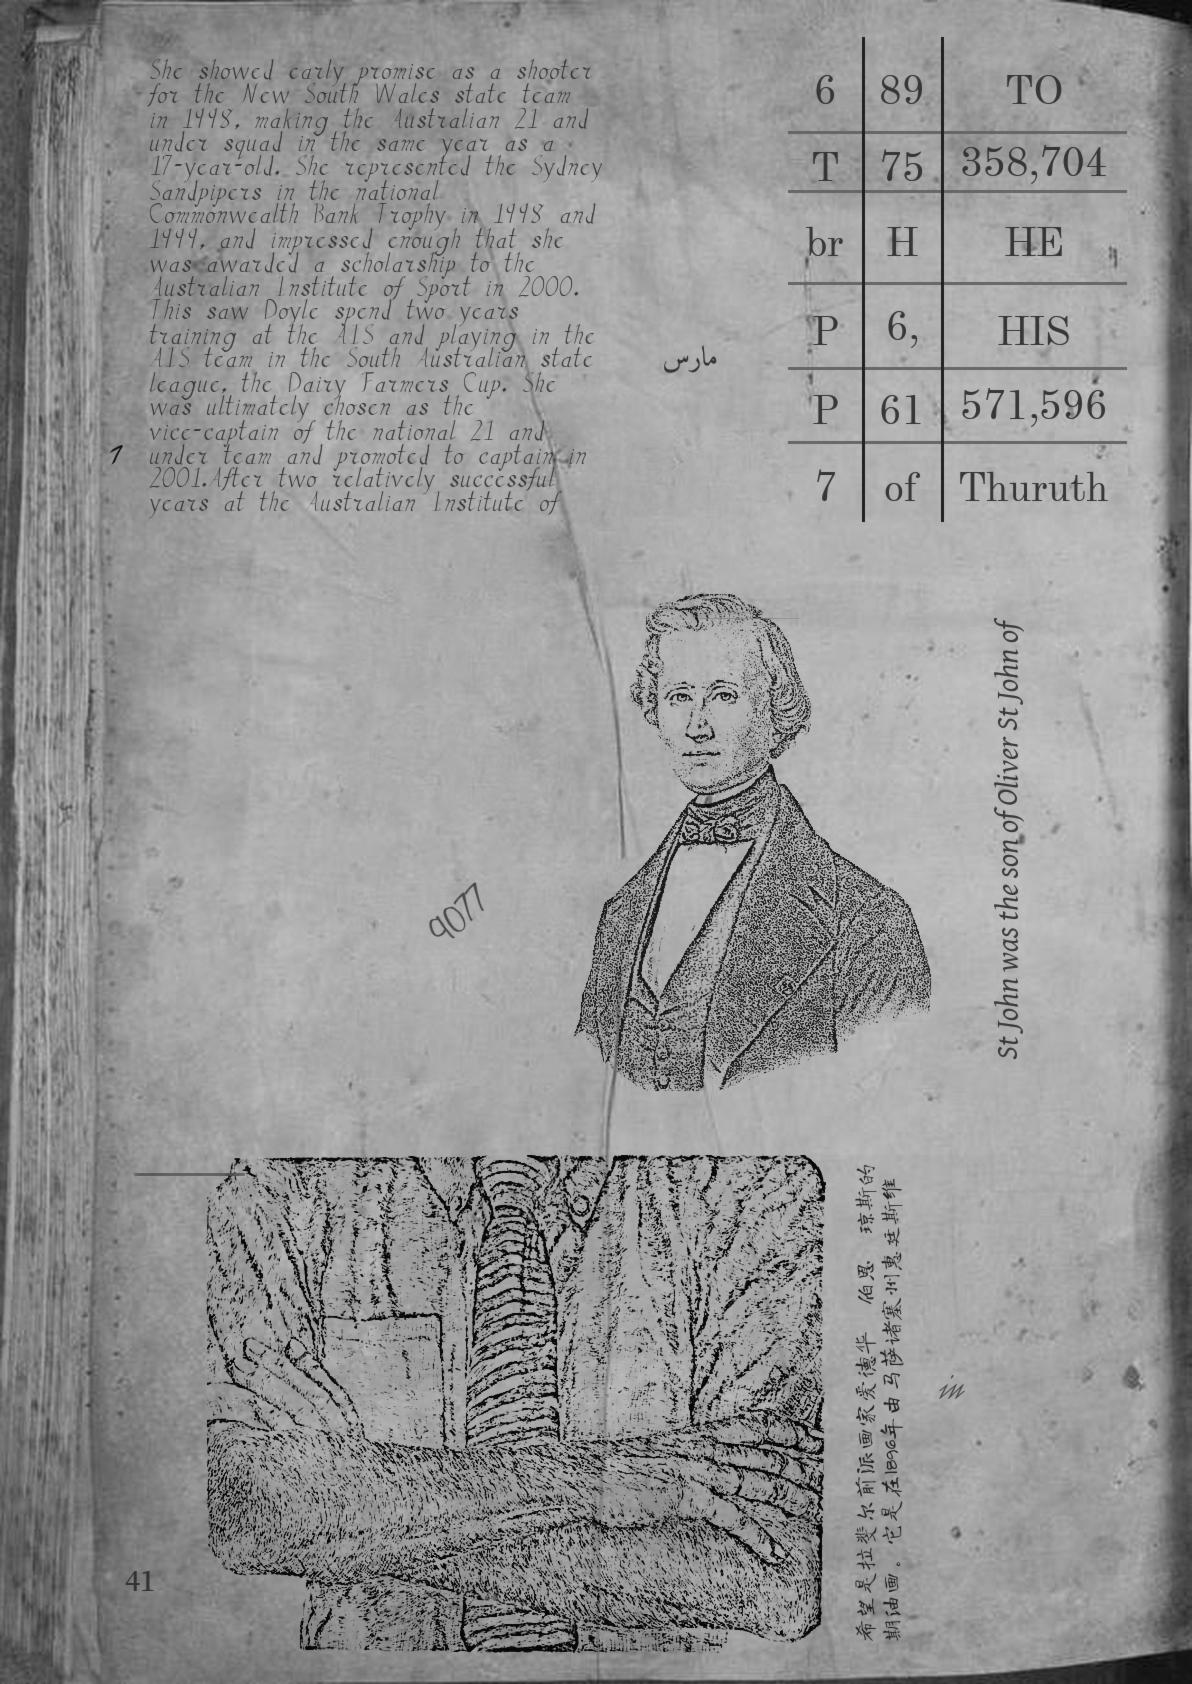 She showed early promise as a shooter
for the New South Wales state team
in 1998, making the Australian 21 and
under squad in the same year as a
17-year-old. She represented the Sydney
Sandpipers in the national
Commonwealth Bank Trophy in 1998 and
1999, and impressed enough that she
was awarded a scholarship to the
Australian Institute of Sport in 2000.
This saw Doyle spend two years
training at the AIS and playing in the
AIS team in the South Australian state
league, the Dairy Farmers Cup. She
was ultimately chosen as the
vice-captain of the national 21 and
under team and promoted to captain in
2001.After two relatively successful
years at the Australian Institute of
1
مارس
6 89 TO
T 75 358,704
br H HE
P 6, HIS
P 61 571,596
7 of Thuruth
St John was the son of Oliver St John of
9077
希望是拉斐尔前派画家爱德华 伯恩 琼斯的
期油画。它是在1896年由马萨诸塞州惠廷斯维
in
41